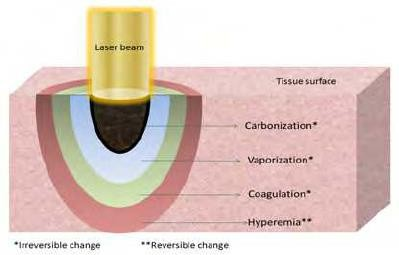 Laser beam
Tissue surface
Carbonization*
Vaporization*
Coagulation*
Hyperemia**
*Irreversible change
**Reversible change